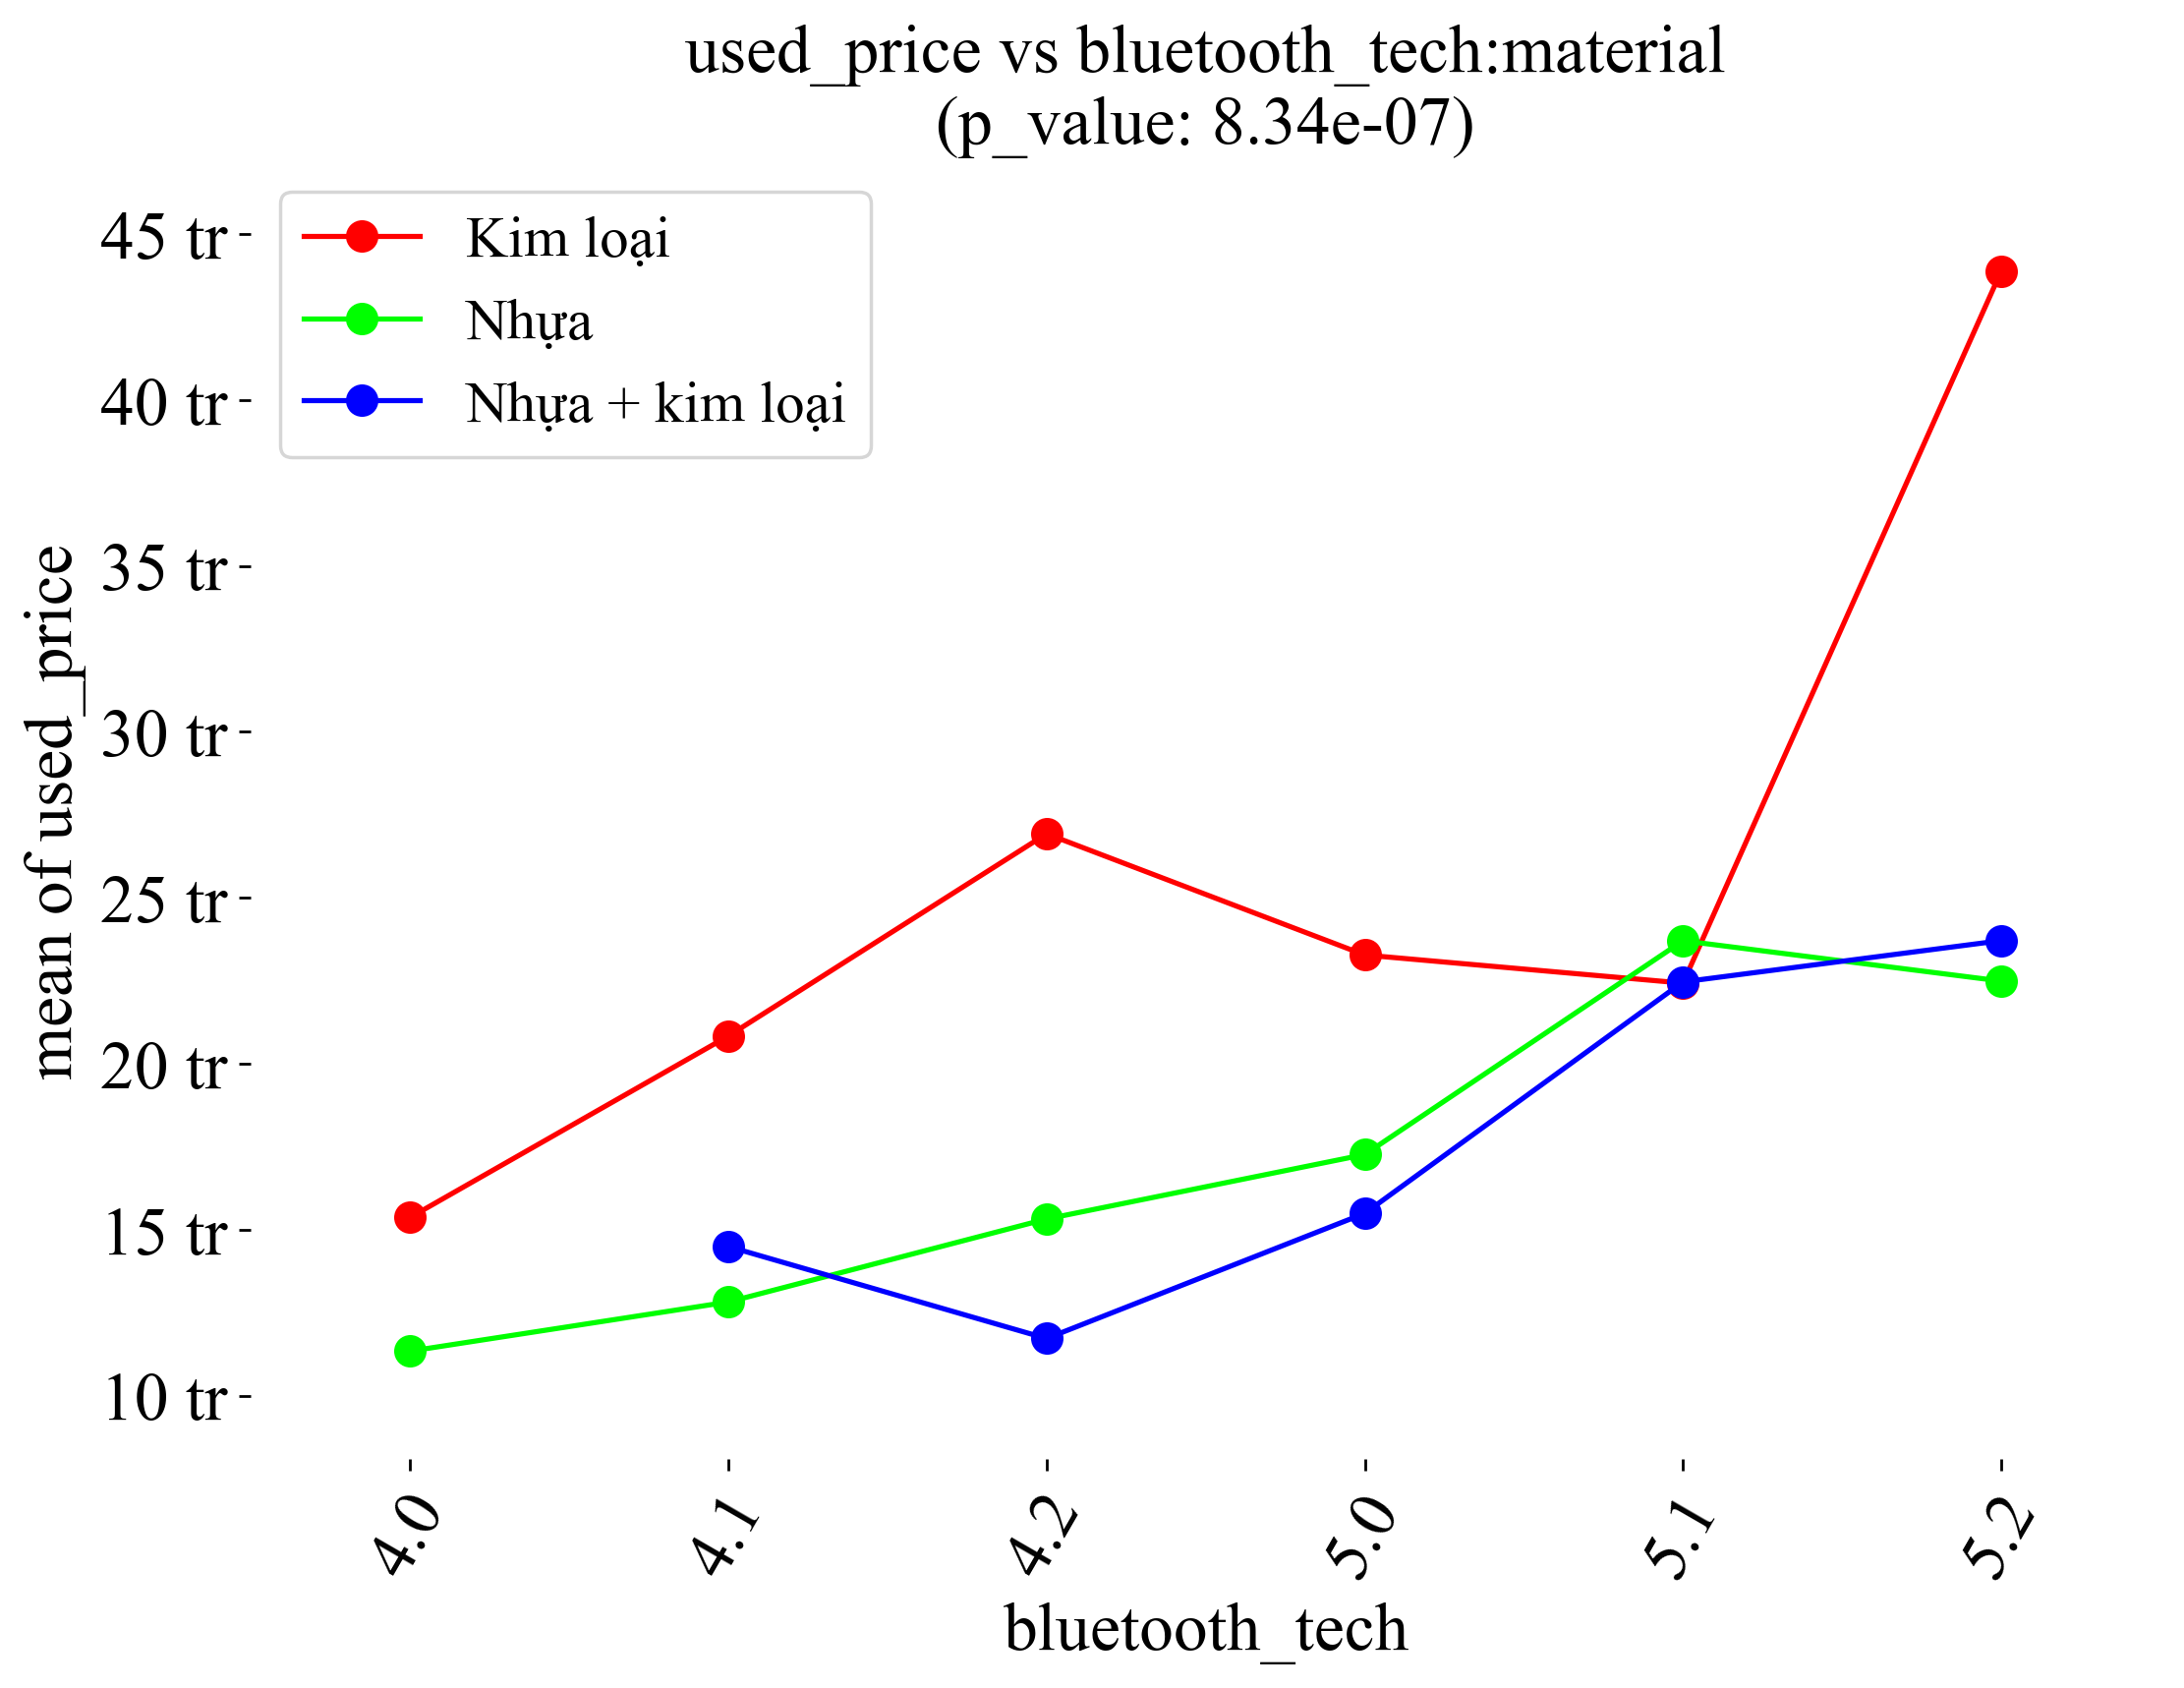 used_price vs bluetooth_tech:material
(p_value: 8.34e-07)
Kim loại
Nhựa
Nhựa + kim loại
45 tr
40 tr
35 tr
30 tr
25 tr
20 tr
15 tr
10 tr
mean of used_price
4.0
4.1
4.2
5.0
5.1
5.2
bluetooth_tech